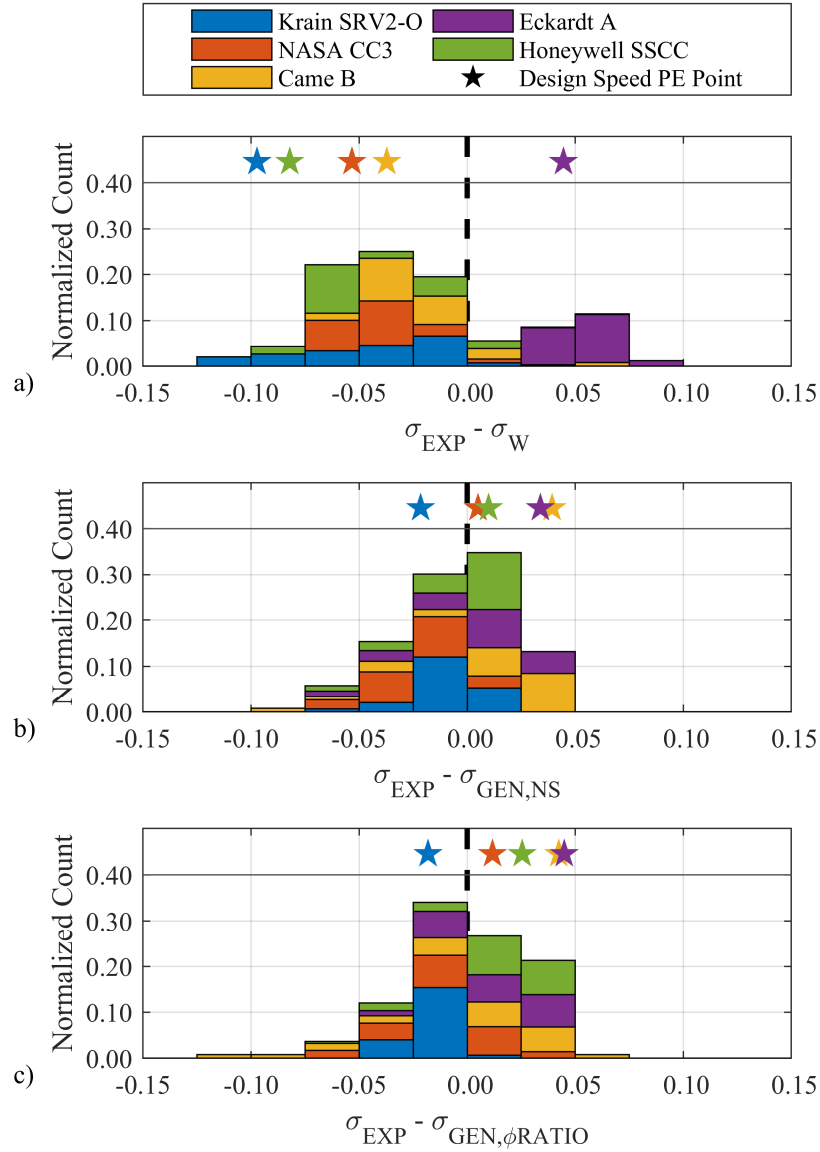 Krain SRV2-O Eckardt A
NASA CC3 Honeywell SSCC
Came B Design Speed PE Point
Normalized Count
0.40
0.30
0.20
0.10
0.00
a)
-0.15 -0.10 -0.05 0.00 0.05 0.10 0.15
σEXP - σW
Normalized Count
0.40
0.30
0.20
0.10
0.00
b)
-0.15 -0.10 -0.05 0.00 0.05 0.10 0.15
σEXP - σGEN,NS
Normalized Count
0.40
0.30
0.20
0.10
0.00
c)
-0.15 -0.10 -0.05 0.00 0.05 0.10 0.15
σEXP - σGEN,ϕRATIO